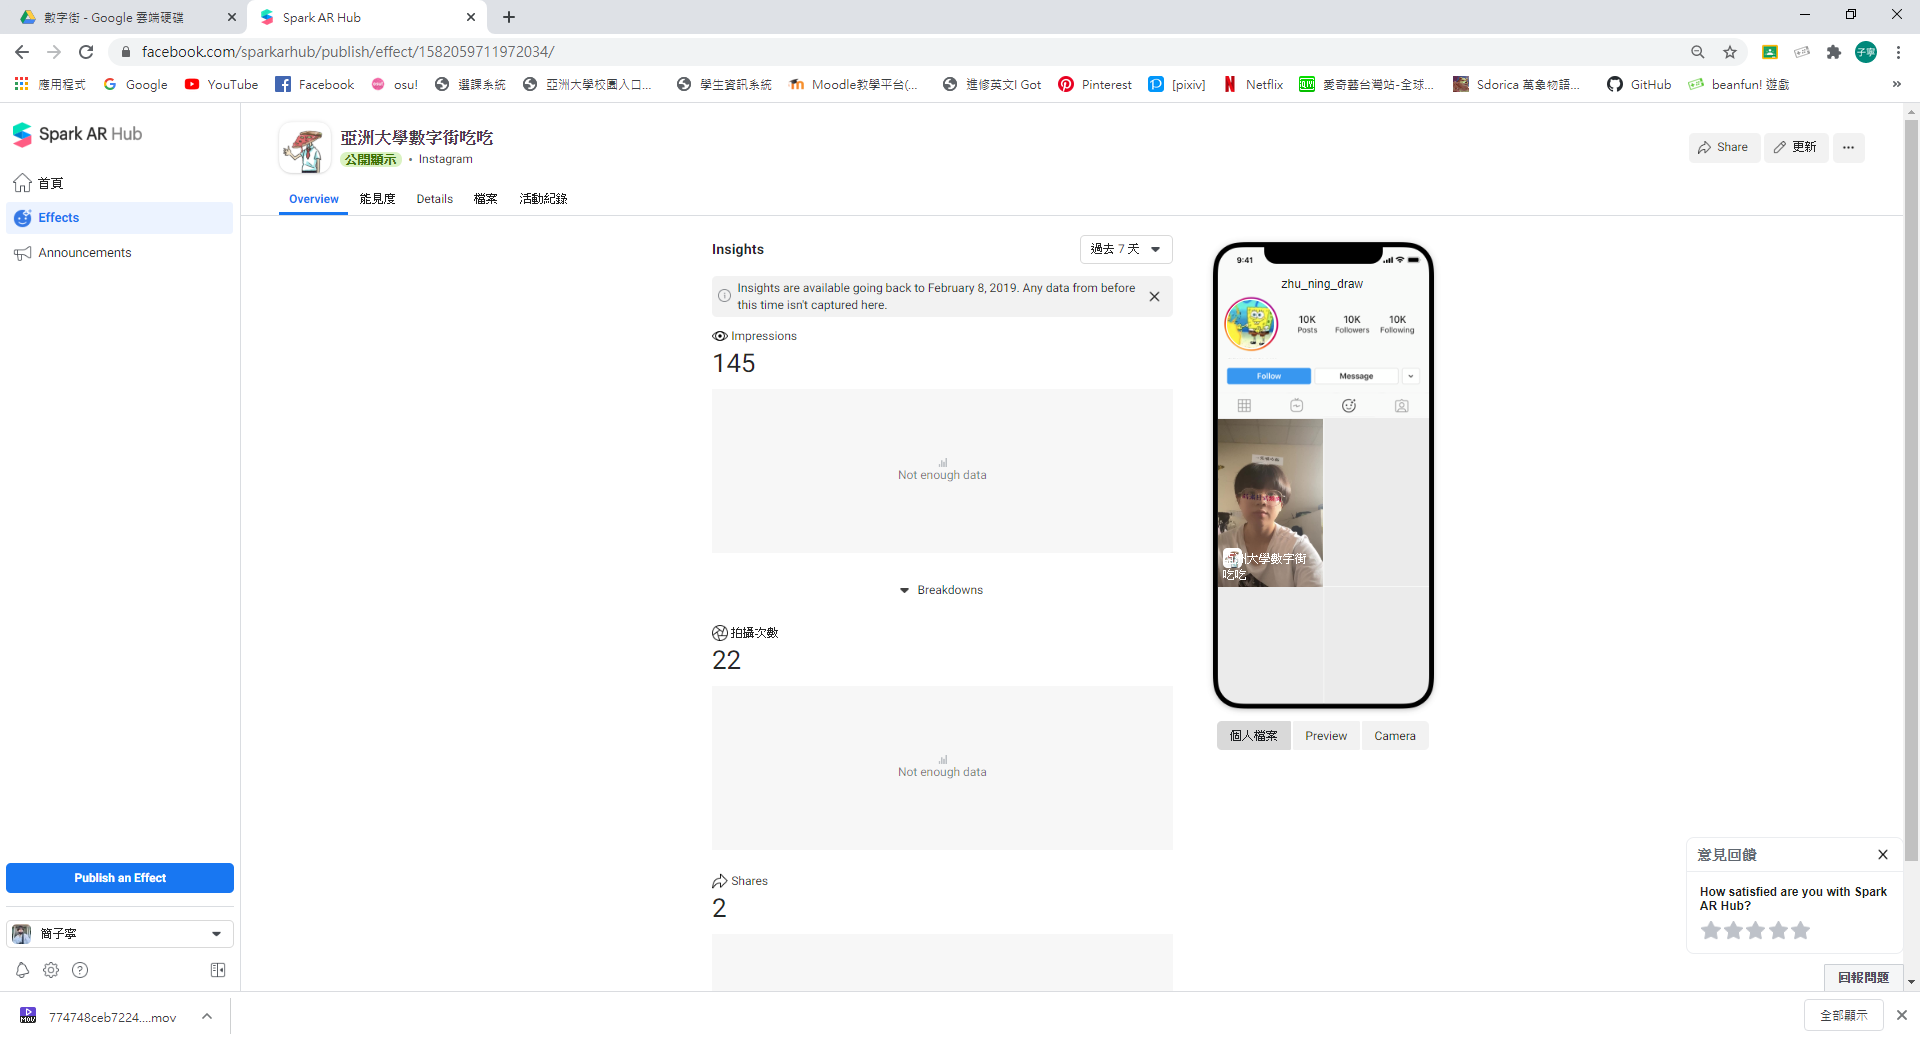 數字街 - Google 雲端硬碟
Spark AR Hub
facebook.com/sparkarhub/publish/effect/1582059711972034/
子寧
應用程式 Google YouTube Facebook osu! 選課系統 亞洲大學校園入口... 學生資訊系統 Moodle教學平台(... 進修英文I Got Pinterest [pixiv] Netflix 愛奇藝台灣站-全球... Sdorica 萬象物語... GitHub beanfun! 遊戲 »
Spark AR Hub
首頁
Effects
Announcements
亞洲大學數字街吃吃
公開顯示 • Instagram
Share 更新
Overview 能見度 Details 檔案 活動紀錄
Insights
過去 7 天
Insights are available going back to February 8, 2019. Any data from before
this time isn't captured here.
Impressions
145
Not enough data
Breakdowns
拍攝次數
22
Not enough data
Shares
2
9:41
zhu_ning_draw
10K 10K 10K
Posts Followers Following
Follow Message
亞洲大學數字街
吃吃
個人檔案 Preview Camera
Publish an Effect
簡子寧
意見回饋
How satisfied are you with Spark
AR Hub?
回報問題
774748ceb7224....mov
全部顯示